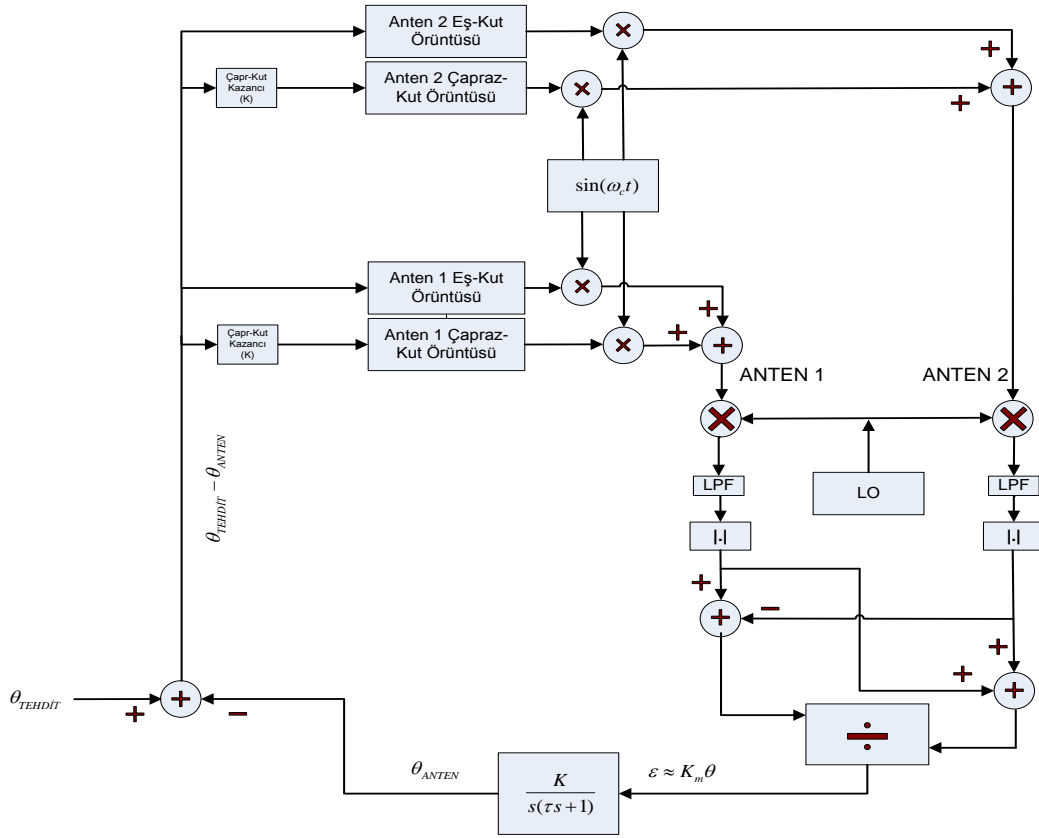 Anten 2 Eş-Kut
Örüntüsü
Çapr-Kut
Kazancı
(K)
Anten 2 Çapraz-
Kut Örüntüsü
sin(ω_c t)
Anten 1 Eş-Kut
Örüntüsü
Çapr-Kut
Kazancı
(K)
Anten 1 Çapraz-
Kut Örüntüsü
ANTEN 1
ANTEN 2
LPF
LO
LPF
|.|
|.|
θ_TEHDİT − θ_ANTEN
θ_TEHDİT
θ_ANTEN
K
s(τs+1)
ε ≈ K_m θ